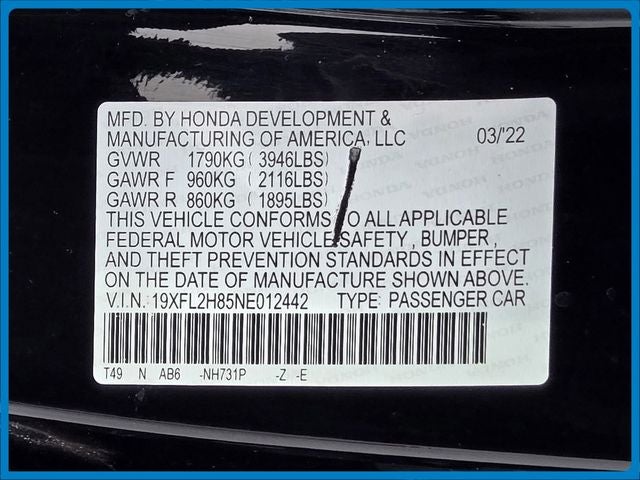 MFD. BY HONDA DEVELOPMENT &
MANUFACTURING OF AMERICA, LLC 03/'22
GVWR 1790KG ( 3946LBS)
GAWR F 960KG ( 2116LBS)
GAWR R 860KG ( 1895LBS)
THIS VEHICLE CONFORMS TO ALL APPLICABLE
FEDERAL MOTOR VEHICLE SAFETY , BUMPER ,
AND THEFT PREVENTION STANDARDS IN EFFECT
ON THE DATE OF MANUFACTURE SHOWN ABOVE.
V.I.N. 19XFL2H85NE012442 TYPE: PASSENGER CAR
T49 N AB6 -NH731P -Z -E